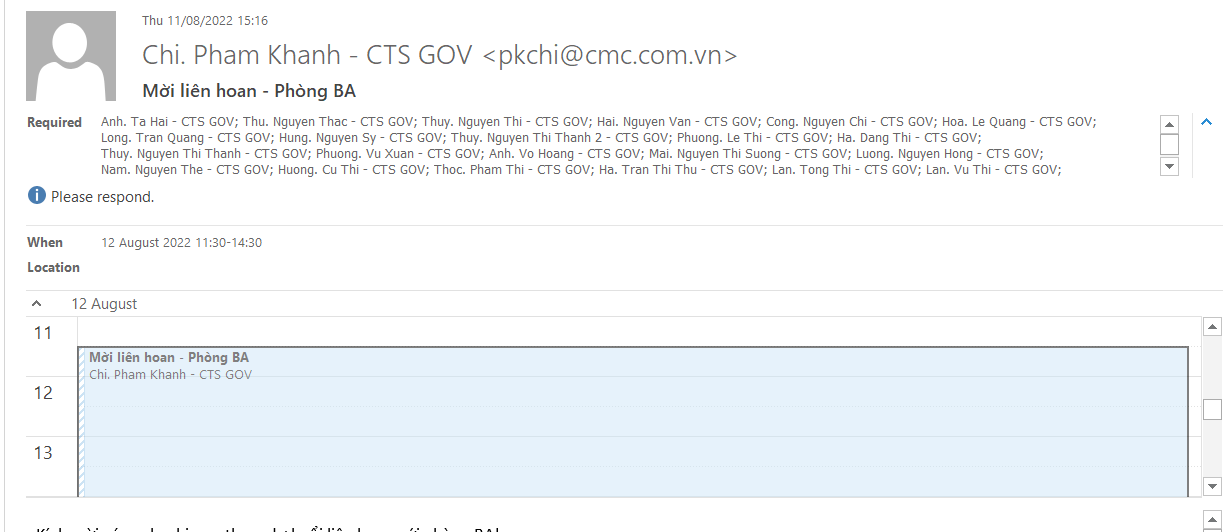 Thu 11/08/2022 15:16
Chi. Pham Khanh - CTS GOV <pkchi@cmc.com.vn>
Mời liên hoan - Phòng BA
Required
Anh. Ta Hai - CTS GOV; Thu. Nguyen Thac - CTS GOV; Thuy. Nguyen Thi - CTS GOV; Hai. Nguyen Van - CTS GOV; Cong. Nguyen Chi - CTS GOV; Hoa. Le Quang - CTS GOV;
Long. Tran Quang - CTS GOV; Hung. Nguyen Sy - CTS GOV; Thuy. Nguyen Thi Thanh 2 - CTS GOV; Phuong. Le Thi - CTS GOV; Ha. Dang Thi - CTS GOV;
Thuy. Nguyen Thi Thanh - CTS GOV; Phuong. Vu Xuan - CTS GOV; Anh. Vo Hoang - CTS GOV; Mai. Nguyen Thi Suong - CTS GOV; Luong. Nguyen Hong - CTS GOV;
Nam. Nguyen The - CTS GOV; Huong. Cu Thi - CTS GOV; Thoc. Pham Thi - CTS GOV; Ha. Tran Thi Thu - CTS GOV; Lan. Tong Thi - CTS GOV; Lan. Vu Thi - CTS GOV;
Please respond.
When 12 August 2022 11:30-14:30
Location
12 August
11
Mời liên hoan - Phòng BA
Chi. Pham Khanh - CTS GOV
12
13